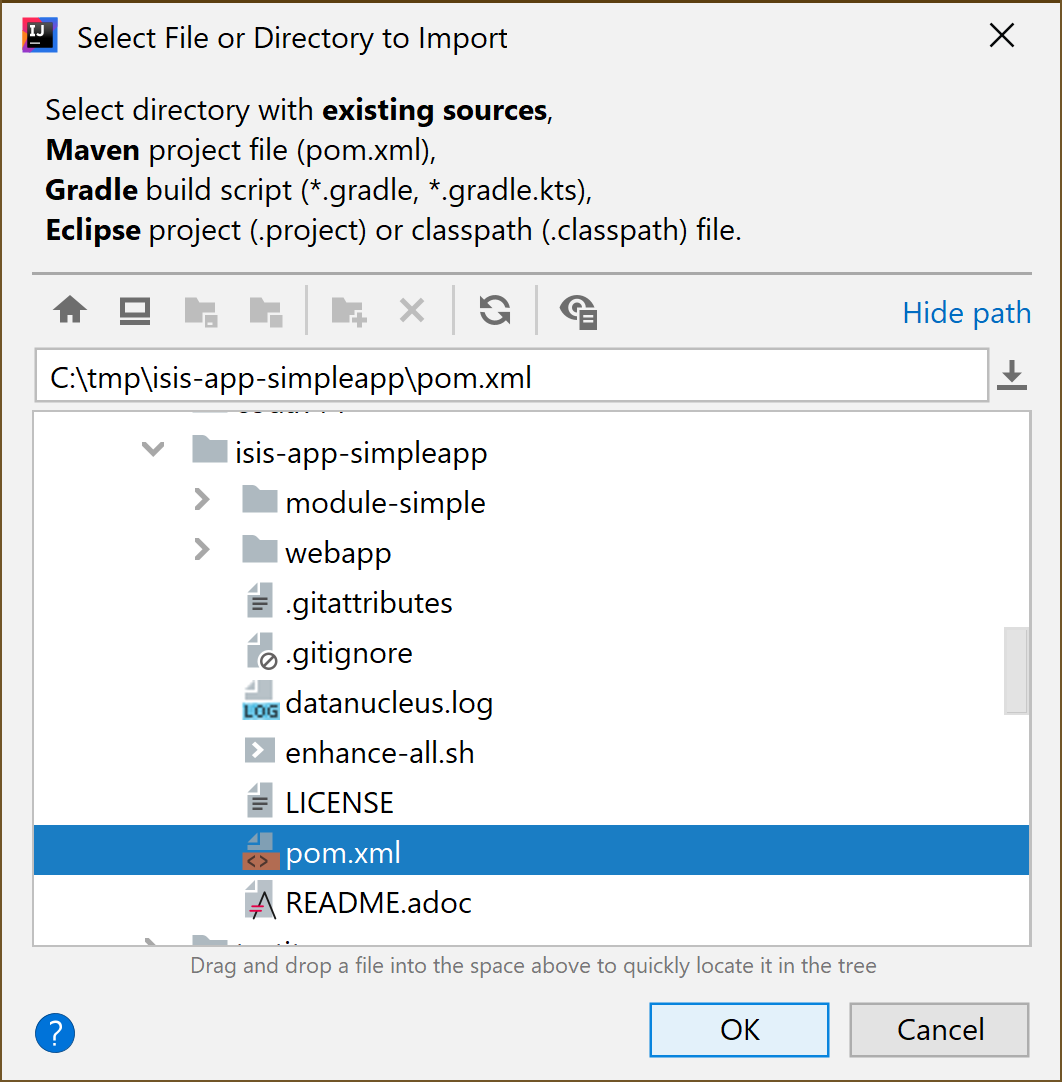 IJ
Select File or Directory to Import
Select directory with existing sources,
Maven project file (pom.xml),
Gradle build script (*.gradle, *.gradle.kts),
Eclipse project (.project) or classpath (.classpath) file.
Hide path
C:\tmp\isis-app-simpleapp\pom.xml
isis-app-simpleapp
module-simple
webapp
.gitattributes
.gitignore
LOG datanucleus.log
enhance-all.sh
LICENSE
<> pom.xml
README.adoc
Drag and drop a file into the space above to quickly locate it in the tree
? OK Cancel